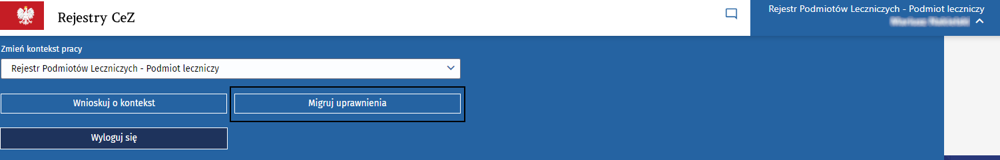 Rejestry CeZ
Rejestr Podmiotów Leczniczych - Podmiot leczniczy
Zmień kontekst pracy
Rejestr Podmiotów Leczniczych - Podmiot leczniczy
Wnioskuj o kontekst
Migruj uprawnienia
Wyloguj się